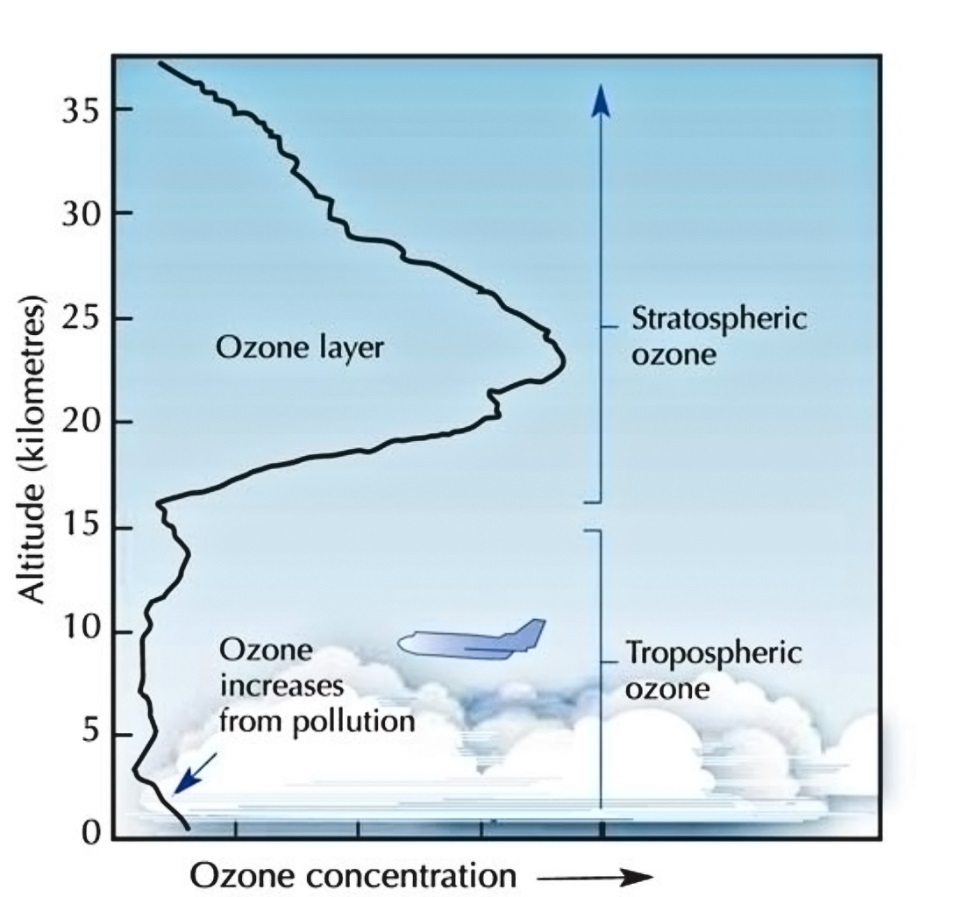 35
30
25
20
15
10
5
0
Altitude (kilometres)
Ozone layer
Stratospheric
ozone
Ozone
increases
from pollution
Tropospheric
ozone
Ozone concentration